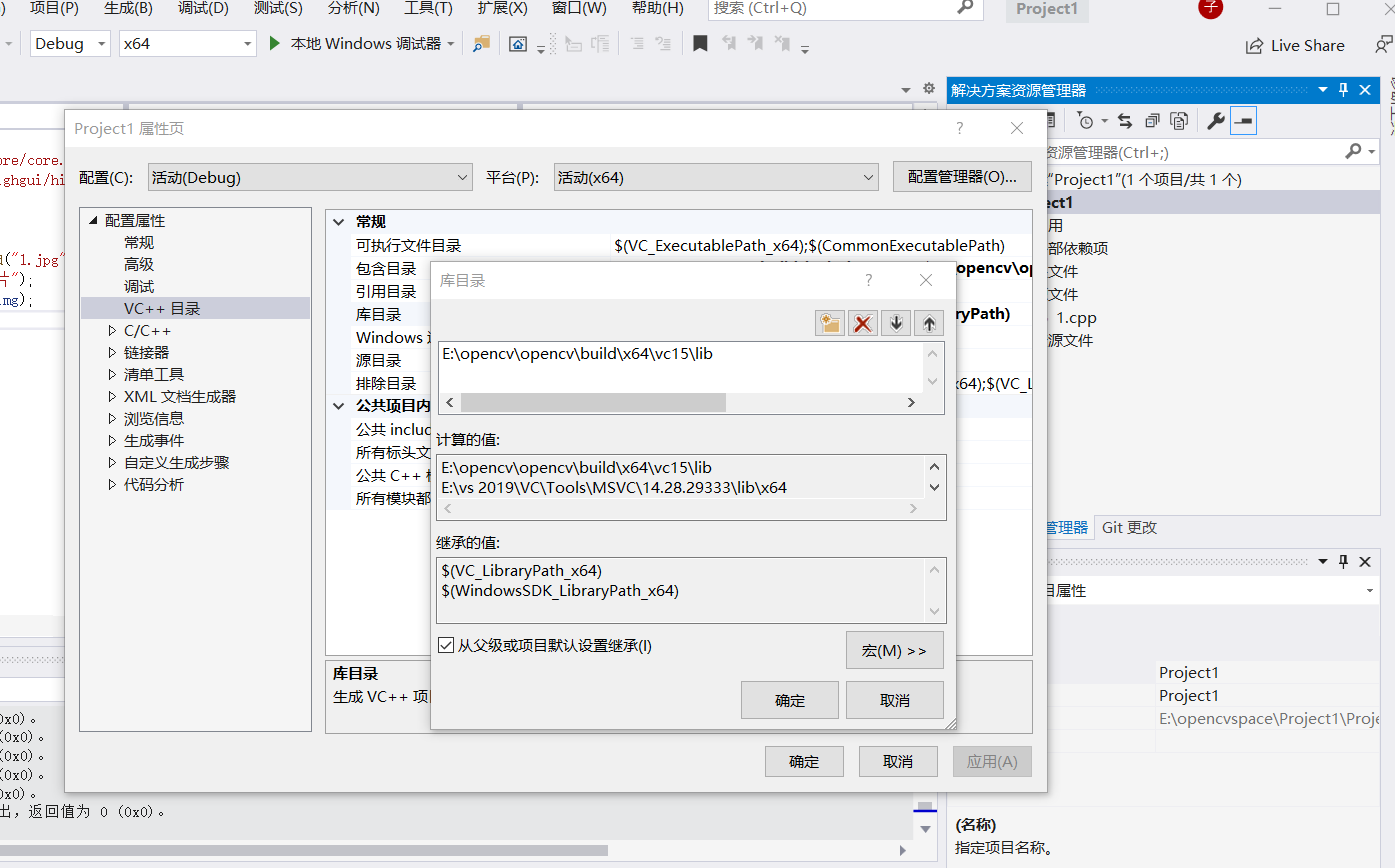 项目(P) 生成(B) 调试(D) 测试(S) 分析(N) 工具(T) 扩展(X) 窗口(W) 帮助(H) 搜索 (Ctrl+Q) Project1 子
Debug x64 本地 Windows 调试器 Live Share
解决方案资源管理器
资源管理器(Ctrl+;)
"Project1"(1 个项目/共 1 个)
ect1
用
部依赖项
文件
文件
1.cpp
源文件
管理器 Git 更改
目属性
Project1
Project1
E:\opencvspace\Project1\Proje
(名称)
指定项目名称。
ore/core.
ighgui/hi
d("1.jpg"
片");
img);
Project1 属性页 ?
配置(C): 活动(Debug) 平台(P): 活动(x64) 配置管理器(O)...
配置属性
常规
高级
调试
VC++ 目录
C/C++
链接器
清单工具
XML 文档生成器
浏览信息
生成事件
自定义生成步骤
代码分析
常规
可执行文件目录 $(VC_ExecutablePath_x64);$(CommonExecutablePath)
包含目录 opencv\op
引用目录
库目录 ryPath)
Windows
源目录
排除目录 x64);$(VC_L
公共项目内
公共 includ
所有标头文
公共 C++
所有模块都
库目录
生成 VC++ 项
确定 取消 应用(A)
库目录 ?
E:\opencv\opencv\build\x64\vc15\lib
计算的值:
E:\opencv\opencv\build\x64\vc15\lib
E:\vs 2019\VC\Tools\MSVC\14.28.29333\lib\x64
继承的值:
$(VC_LibraryPath_x64)
$(WindowsSDK_LibraryPath_x64)
从父级或项目默认设置继承(I)
宏(M) >>
确定 取消
0x0)。
(0x0)。
(0x0)。
(0x0)。
0x0)。
出，返回值为 0 (0x0)。